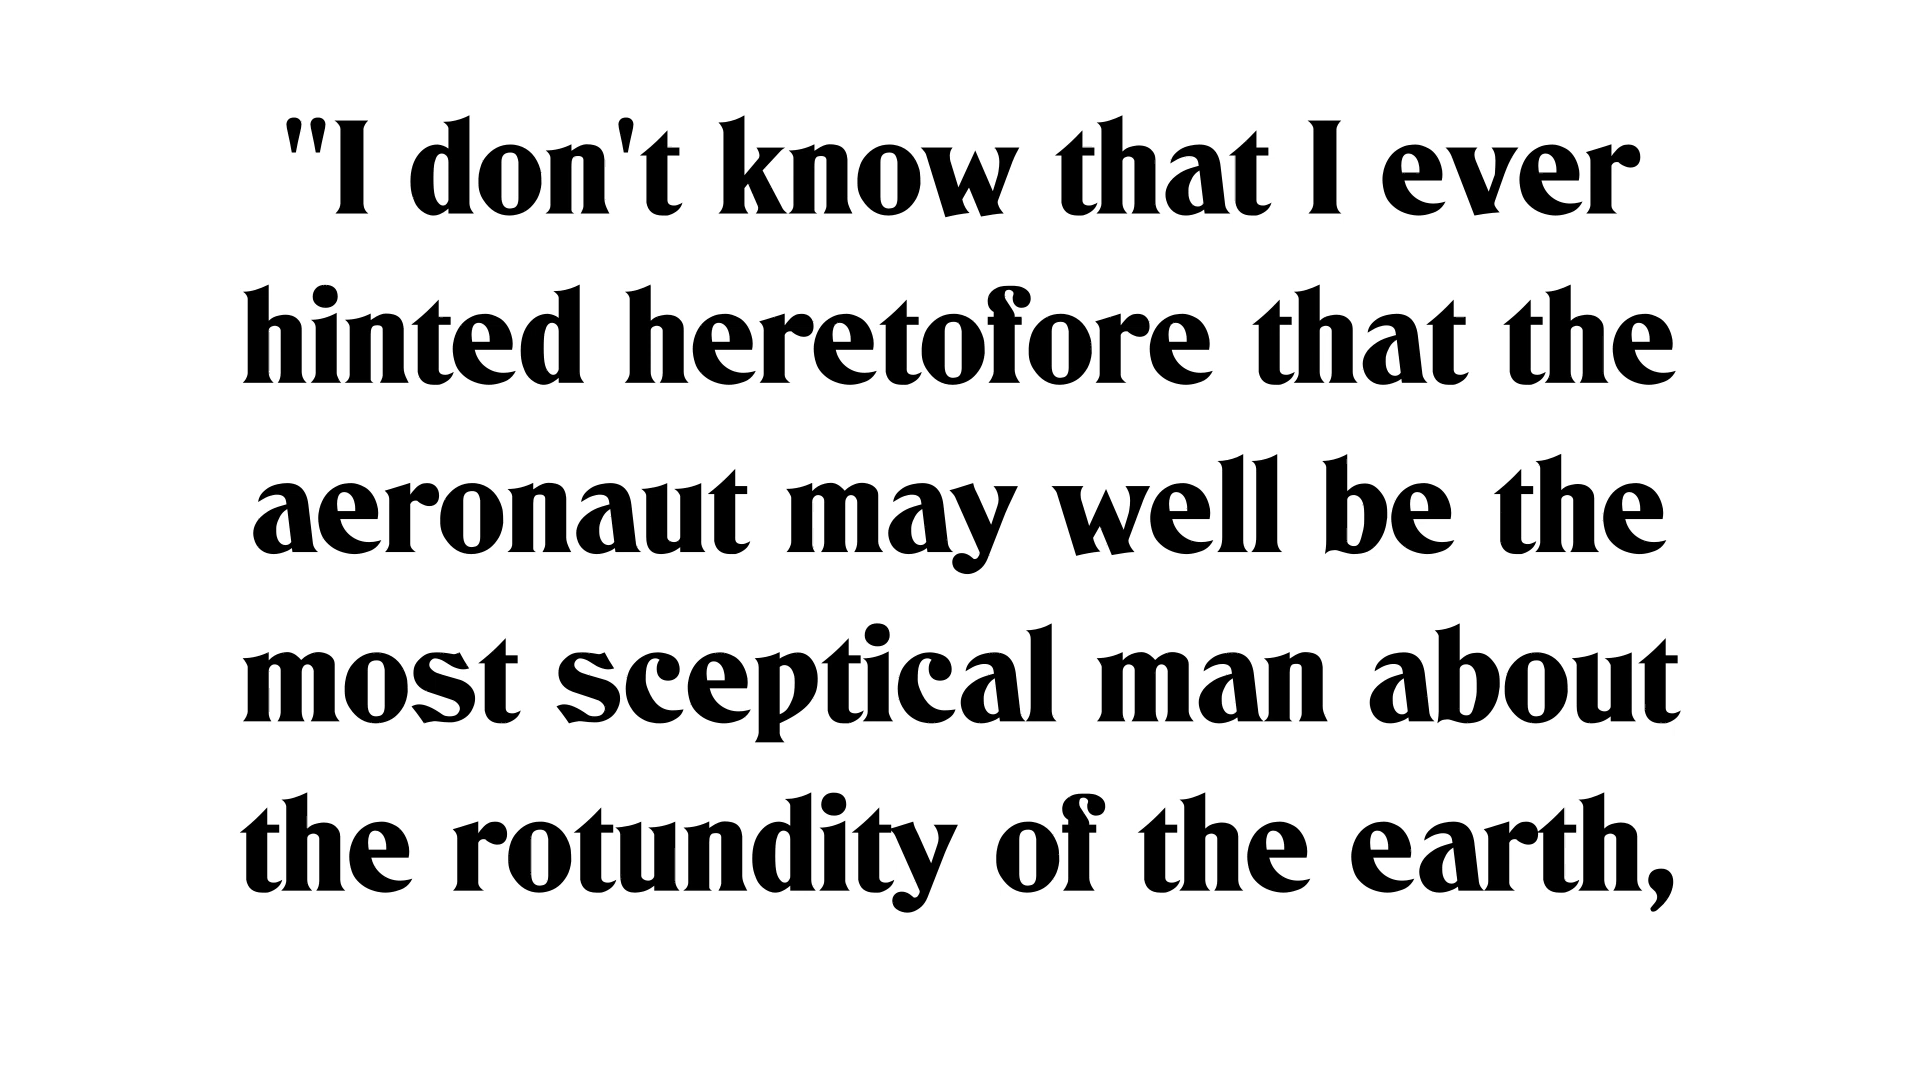 "I don't know that I ever
hinted heretofore that the
aeronaut may well be the
most sceptical man about
the rotundity of the earth,